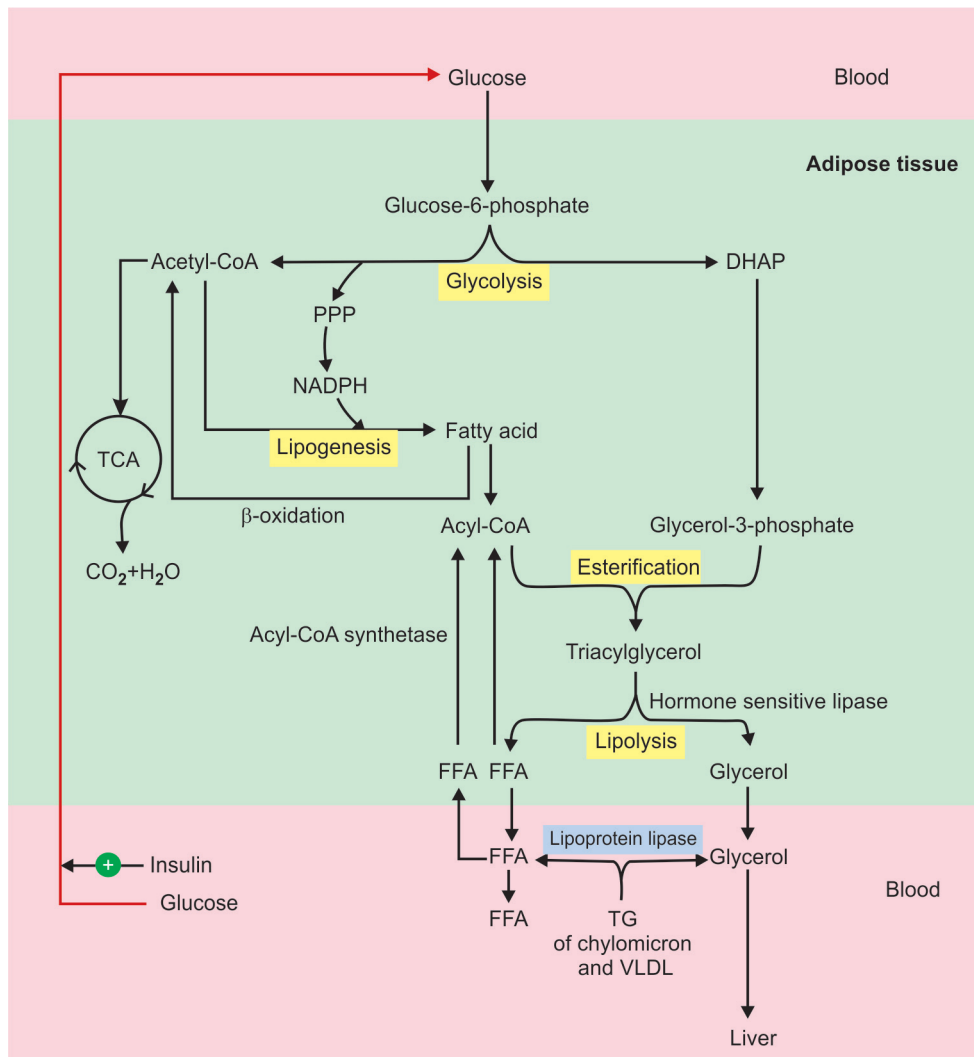 Glucose
Blood
Adipose tissue
Glucose-6-phosphate
Acetyl-CoA
DHAP
Glycolysis
PPP
NADPH
Fatty acid
Lipogenesis
TCA
β-oxidation
Acyl-CoA
Glycerol-3-phosphate
Esterification
CO2+H2O
Acyl-CoA synthetase
Triacylglycerol
Hormone sensitive lipase
Lipolysis
FFA FFA
Glycerol
Lipoprotein lipase
+ Insulin
FFA
Glycerol
Blood
Glucose
FFA
TG
of chylomicron
and VLDL
Liver